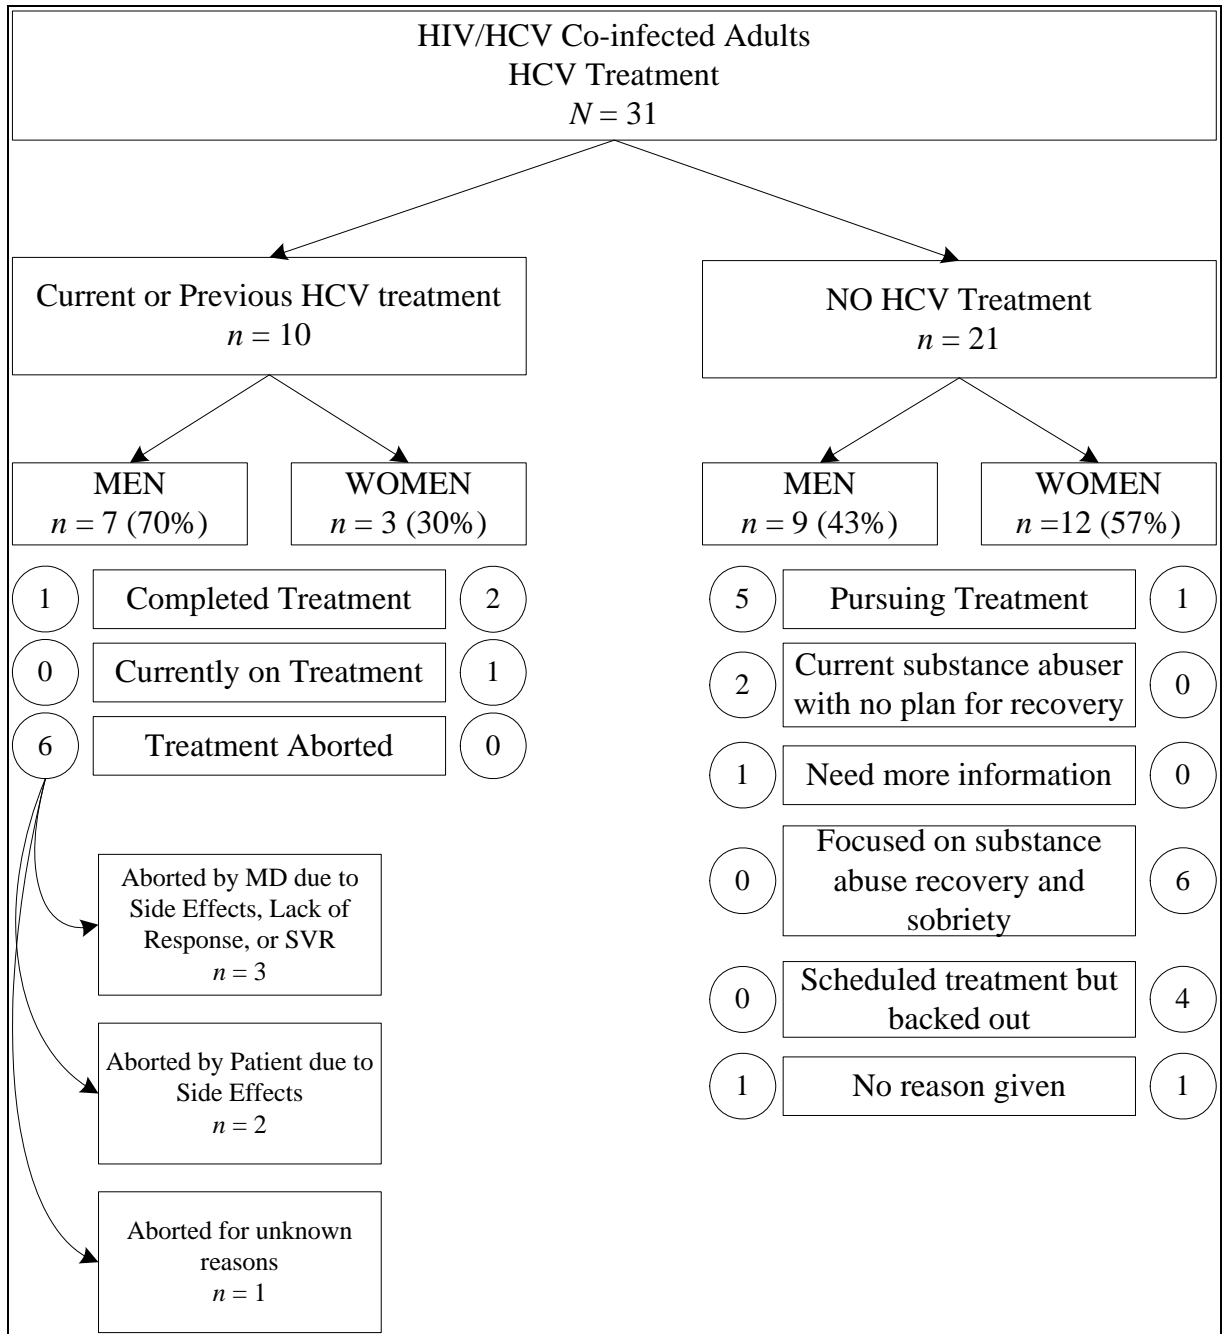 HIV/HCV Co-infected Adults
HCV Treatment
N = 31
Current or Previous HCV treatment
n = 10
NO HCV Treatment
n = 21
MEN
n = 7 (70%)
WOMEN
n = 3 (30%)
MEN
n = 9 (43%)
WOMEN
n =12 (57%)
1
Completed Treatment
2
0
Currently on Treatment
1
6
Treatment Aborted
0
Aborted by MD due to
Side Effects, Lack of
Response, or SVR
n = 3
Aborted by Patient due to
Side Effects
n = 2
Aborted for unknown
reasons
n = 1
5
Pursuing Treatment
1
2
Current substance abuser
with no plan for recovery
0
1
Need more information
0
0
Focused on substance
abuse recovery and
sobriety
6
0
Scheduled treatment but
backed out
4
1
No reason given
1